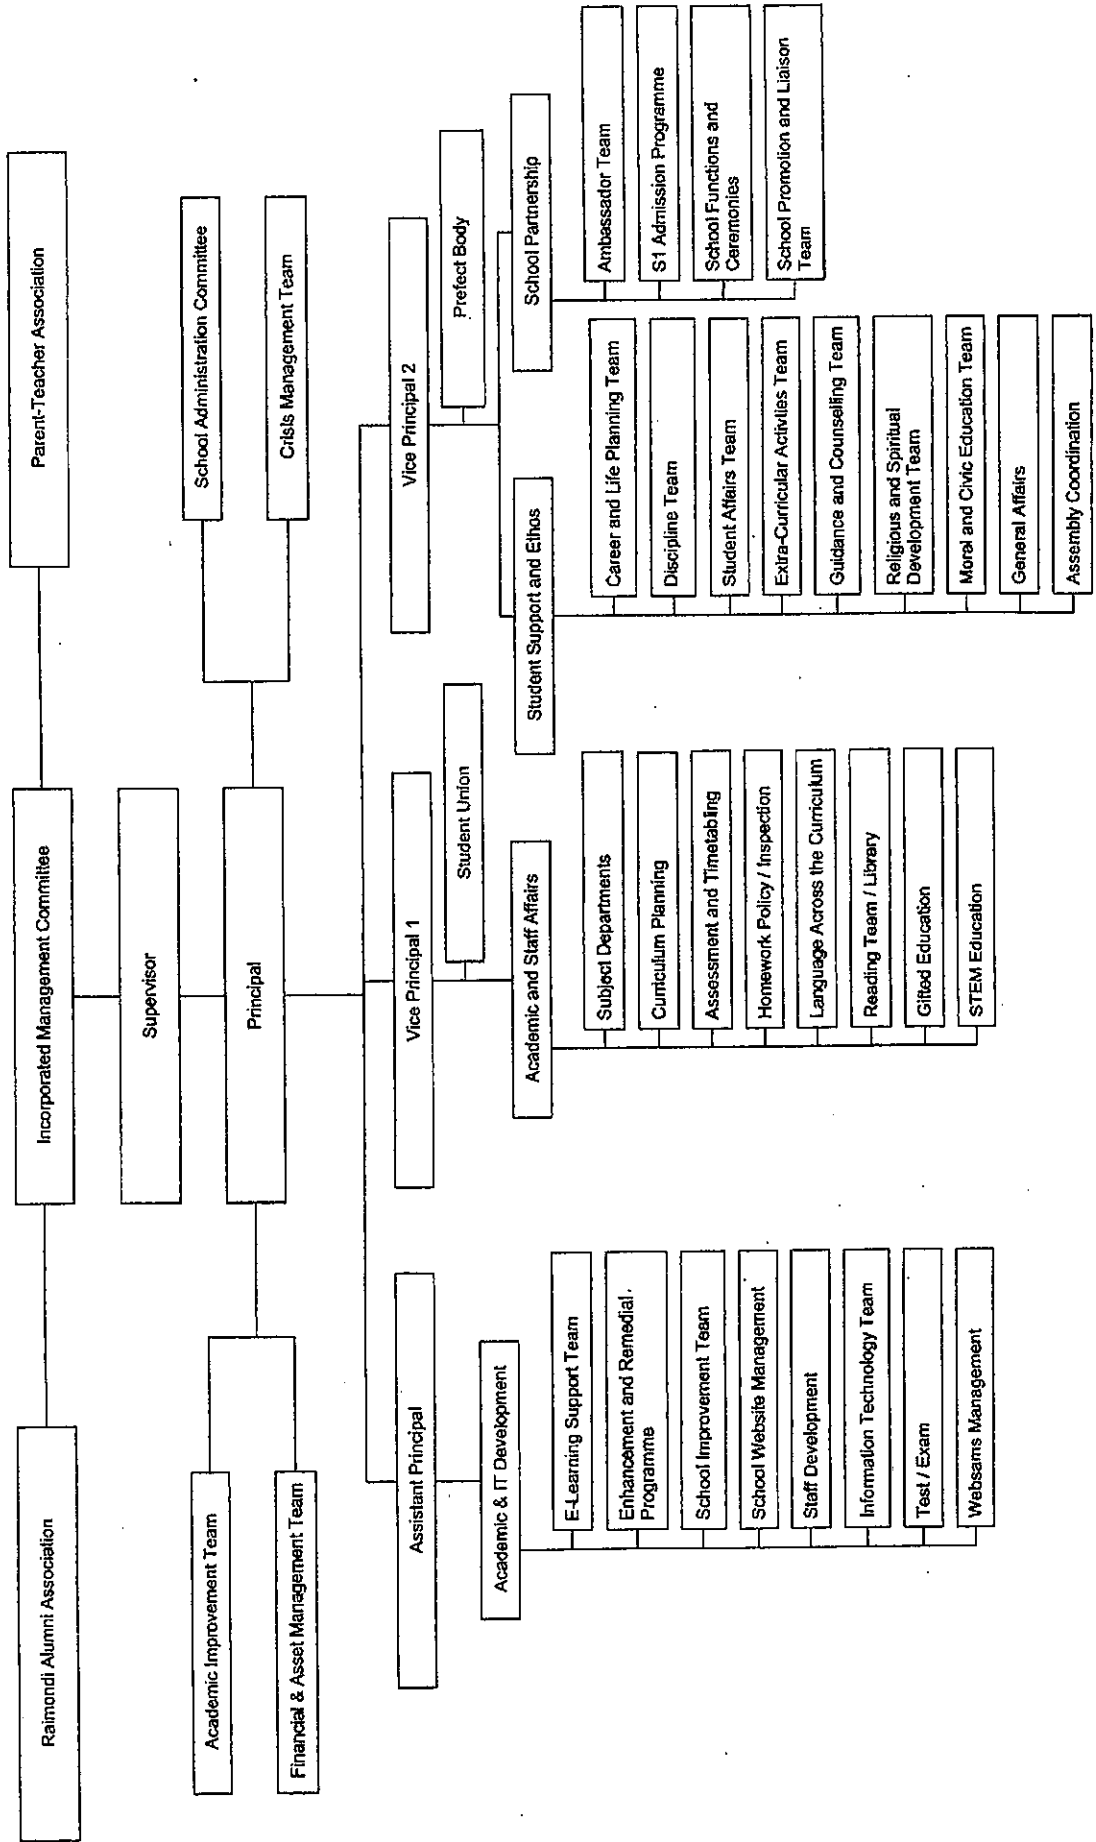 Raimondi Alumni Association
Incorporated Management Committee
Parent-Teacher Association
Supervisor
Principal
Academic Improvement Team
Financial & Asset Management Team
School Administration Committee
Crisis Management Team
Assistant Principal
Vice Principal 1
Vice Principal 2
Student Union
Prefect Body
Academic & IT Development
E-Learning Support Team
Enhancement and Remedial
Programme
School Improvement Team
School Website Management
Staff Development
Information Technology Team
Test / Exam
Websams Management
Academic and Staff Affairs
Subject Departments
Curriculum Planning
Assessment and Timetabling
Homework Policy / Inspection
Language Across the Curriculum
Reading Team / Library
Gifted Education
STEM Education
Student Support and Ethos
Career and Life Planning Team
Discipline Team
Student Affairs Team
Extra-Curricular Activties Team
Guidance and Counselling Team
Religious and Spiritual
Development Team
Moral and Civic Education Team
General Affairs
Assembly Coordination
School Partnership
Ambassador Team
S1 Admission Programme
School Functions and
Ceremonies
School Promotion and Liaison
Team